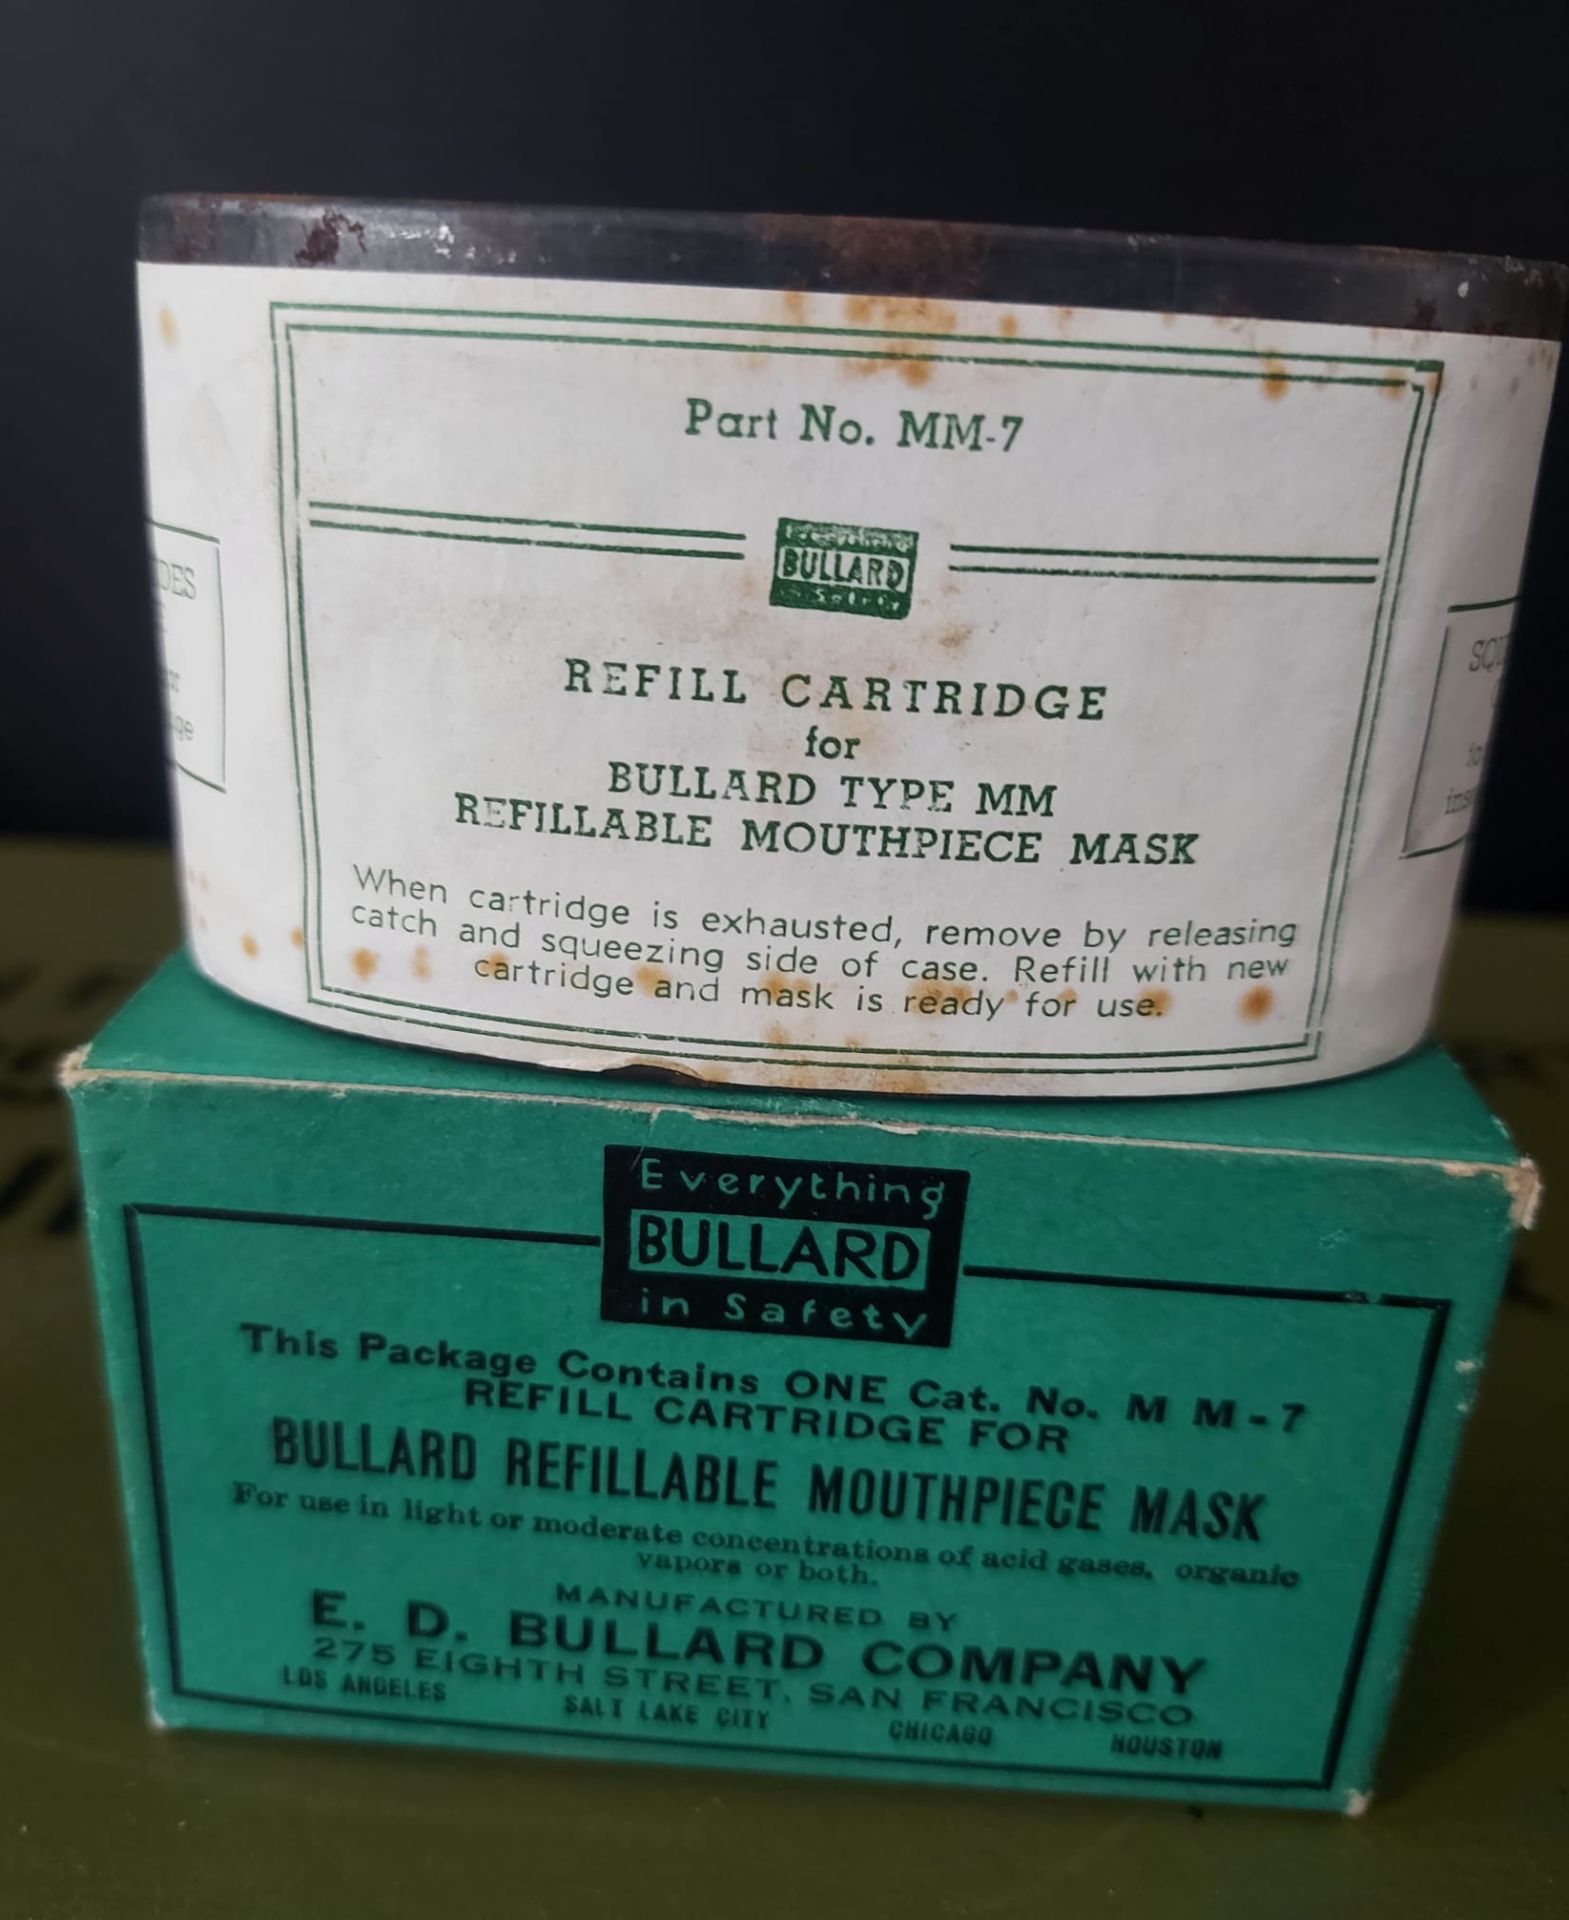 Part No. MM-7
BULLARD
DES
REFILL CARTRIDGE
for
BULLARD TYPE MM
REFILLABLE MOUTHPIECE MASK
When cartridge is exhausted, remove by releasing
catch and squeezing side of case. Refill with new
cartridge and mask is ready for use.
Everything
BULLARD
in Safety
This Package Contains ONE Cat. No. M M-7
REFILL CARTRIDGE FOR
BULLARD REFILLABLE MOUTHPIECE MASK
For use in light or moderate concentrations of acid gases, organic
vapors or both.
MANUFACTURED BY
E. D. BULLARD COMPANY
275 EIGHTH STREET, SAN FRANCISCO
LOS ANGELES SALT LAKE CITY CHICAGO HOUSTON